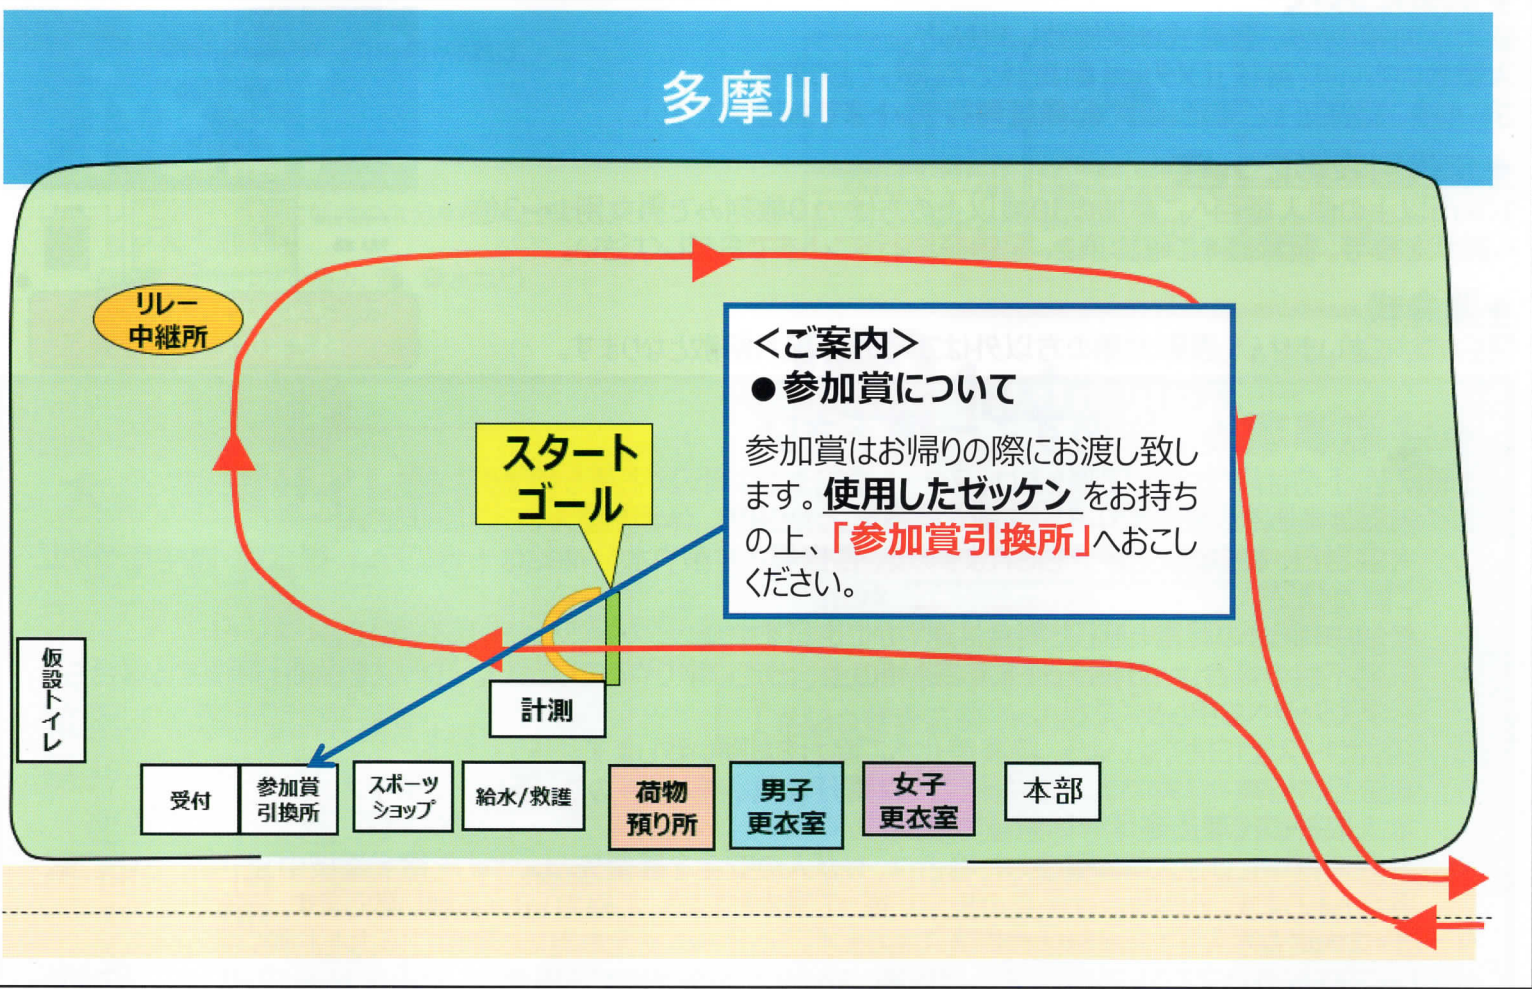 多摩川
リレー
中継所
<ご案内>
●参加賞について
参加賞はお帰りの際にお渡し致し
ます。使用したゼッケン をお持ち
の上、「参加賞引換所」へおこし
ください。
スタート
ゴール
計測
仮設トイレ
受付
参加賞
引換所
スポーツ
ショップ
給水/救護
荷物
預り所
男子
更衣室
女子
更衣室
本部